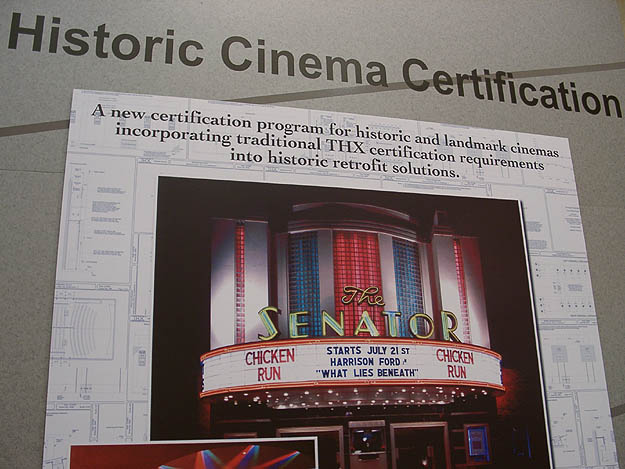 Historic Cinema Certification
A new certification program for historic and landmark cinemas
incorporating traditional THX certification requirements
into historic retrofit solutions.
The
SENATOR
CHICKEN
RUN
STARTS JULY 21 ST
HARRISON FORD
"WHAT LIES BENEATH"
CHICKEN
RUN